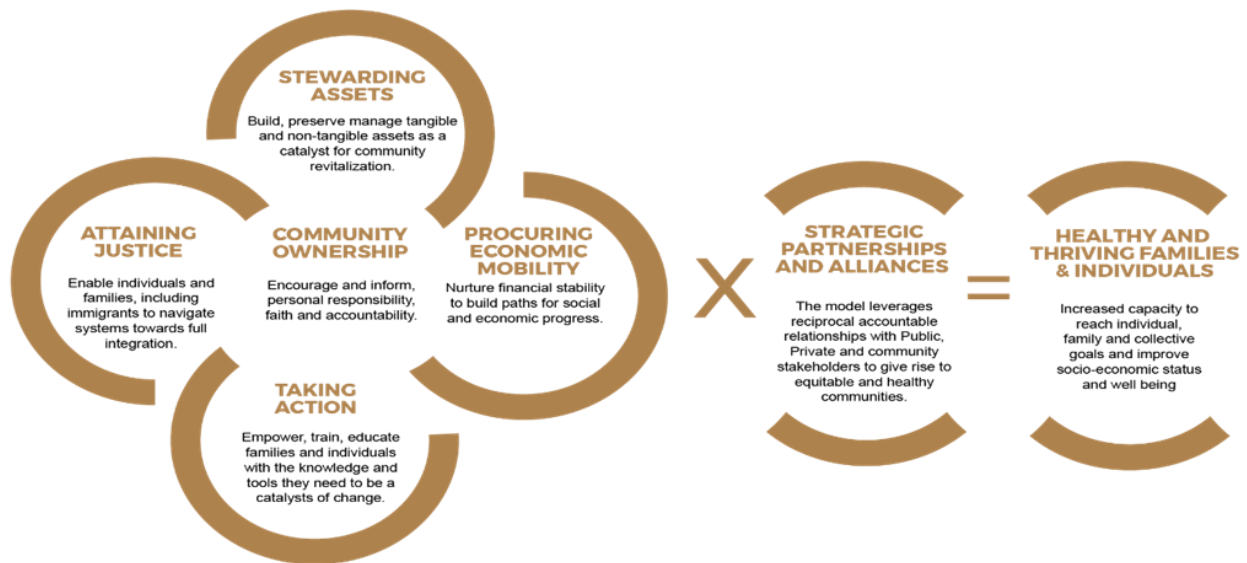 STEWARDING
ASSETS
Build, preserve manage tangible
and non-tangible assets as a
catalyst for community
revitalization.
ATTAINING
JUSTICE
Enable individuals and
families, including
immigrants to navigate
systems towards full
integration.
COMMUNITY
OWNERSHIP
Encourage and inform,
personal responsibility,
faith and accountability.
PROCURING
ECONOMIC
MOBILITY
Nurture financial stability
to build paths for social
and economic progress.
TAKING
ACTION
Empower, train, educate
families and individuals
with the knowledge and
tools they need to be a
catalysts of change.
X
STRATEGIC
PARTNERSHIPS
AND ALLIANCES
The model leverages
reciprocal accountable
relationships with Public,
Private and community
stakeholders to give rise to
equitable and healthy
communities.
=
HEALTHY AND
THRIVING FAMILIES
& INDIVIDUALS
Increased capacity to
reach individual,
family and collective
goals and improve
socio-economic status
and well being